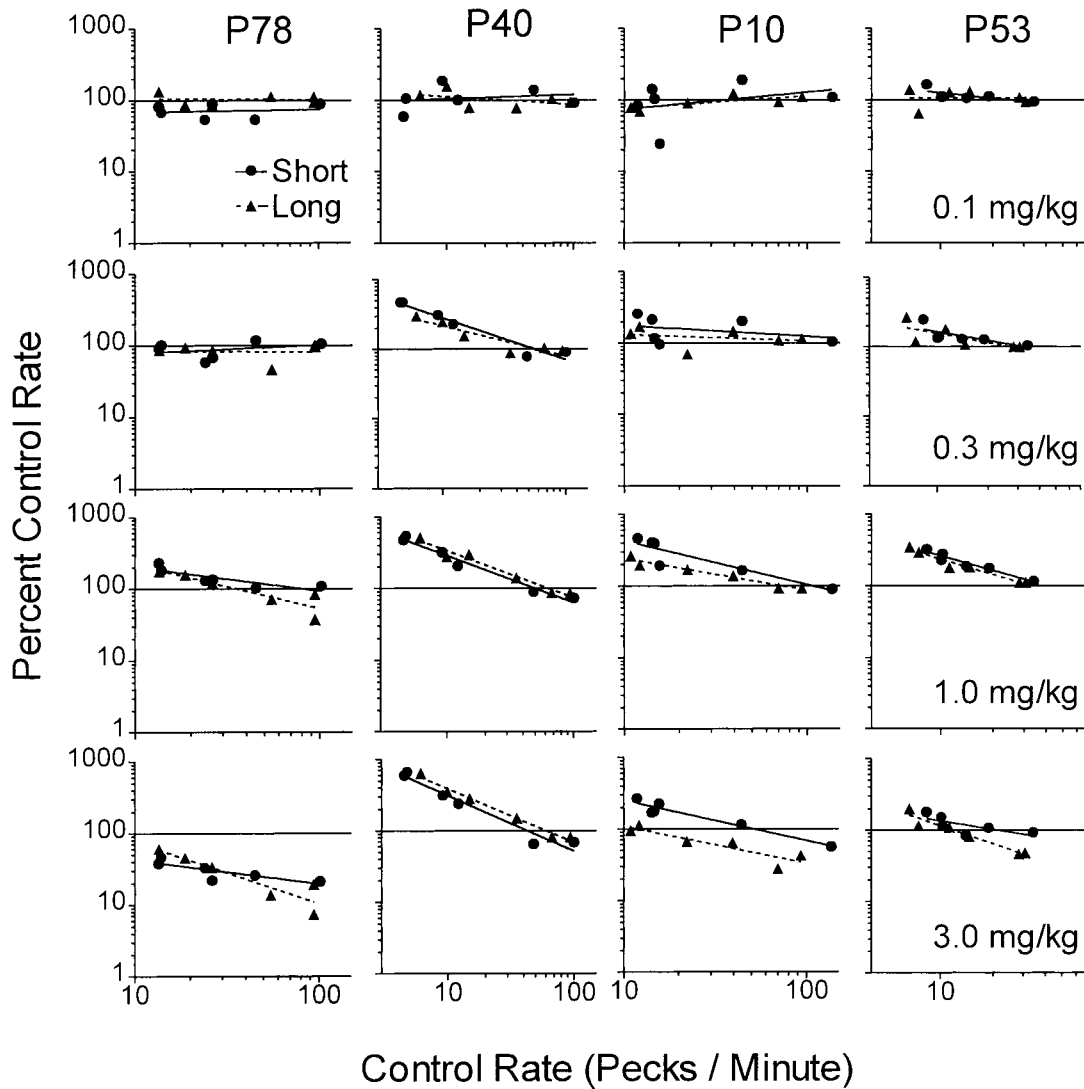 P78 P40 P10 P53
1000
100
10
1
Short
Long
0.1 mg/kg
1000
100
10
1
0.3 mg/kg
1000
100
10
1
1.0 mg/kg
1000
100
10
1
3.0 mg/kg
10 100 10 100 10 100 10
Percent Control Rate
Control Rate (Pecks / Minute)